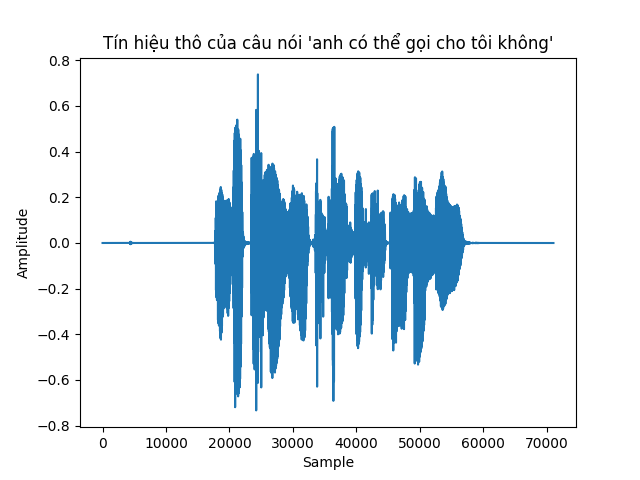 Tín hiệu thô của câu nói 'anh có thể gọi cho tôi không'
0.8
0.6
0.4
0.2
0.0
−0.2
−0.4
−0.6
−0.8
Amplitude
0 10000 20000 30000 40000 50000 60000 70000
Sample